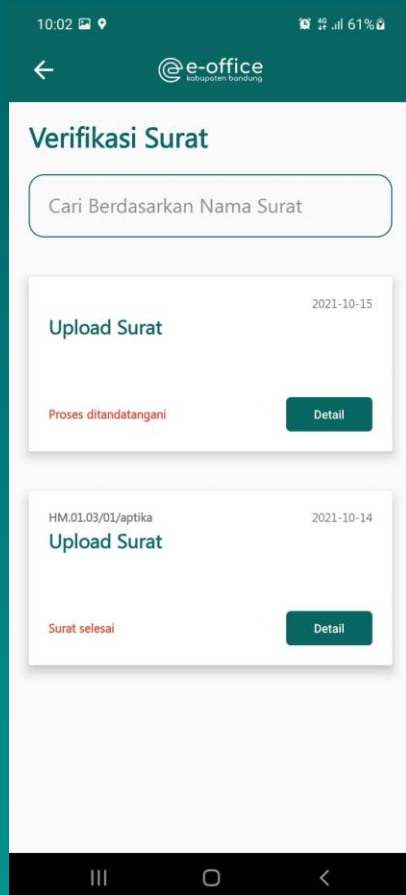 10:02
61%
e-office
kabupaten bandung
Verifikasi Surat
Cari Berdasarkan Nama Surat
2021-10-15
Upload Surat
Proses ditandatangani
Detail
HM.01.03/01/aptika
2021-10-14
Upload Surat
Surat selesai
Detail